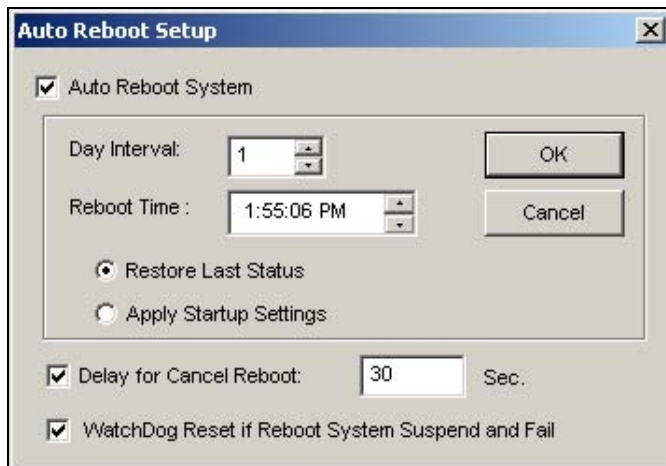 Auto Reboot Setup
Auto Reboot System
Day Interval: 1 OK
Reboot Time : 1:55:06 PM Cancel
Restore Last Status
Apply Startup Settings
Delay for Cancel Reboot: 30 Sec.
WatchDog Reset if Reboot System Suspend and Fail